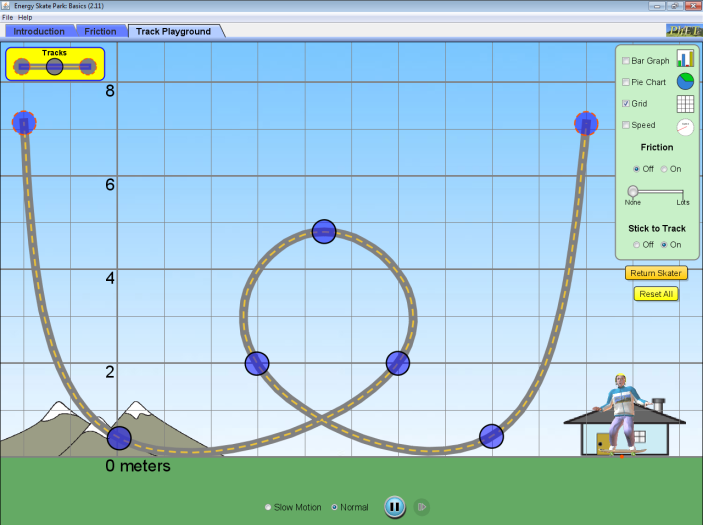 Energy Skate Park: Basics (2.11)
File Help
Introduction Friction Track Playground
PhET
Tracks
8
6
4
2
0 meters
Bar Graph
Pie Chart
Grid
Speed
Friction
Off On
None Lots
Stick to Track
Off On
Return Skater
Reset All
Slow Motion Normal